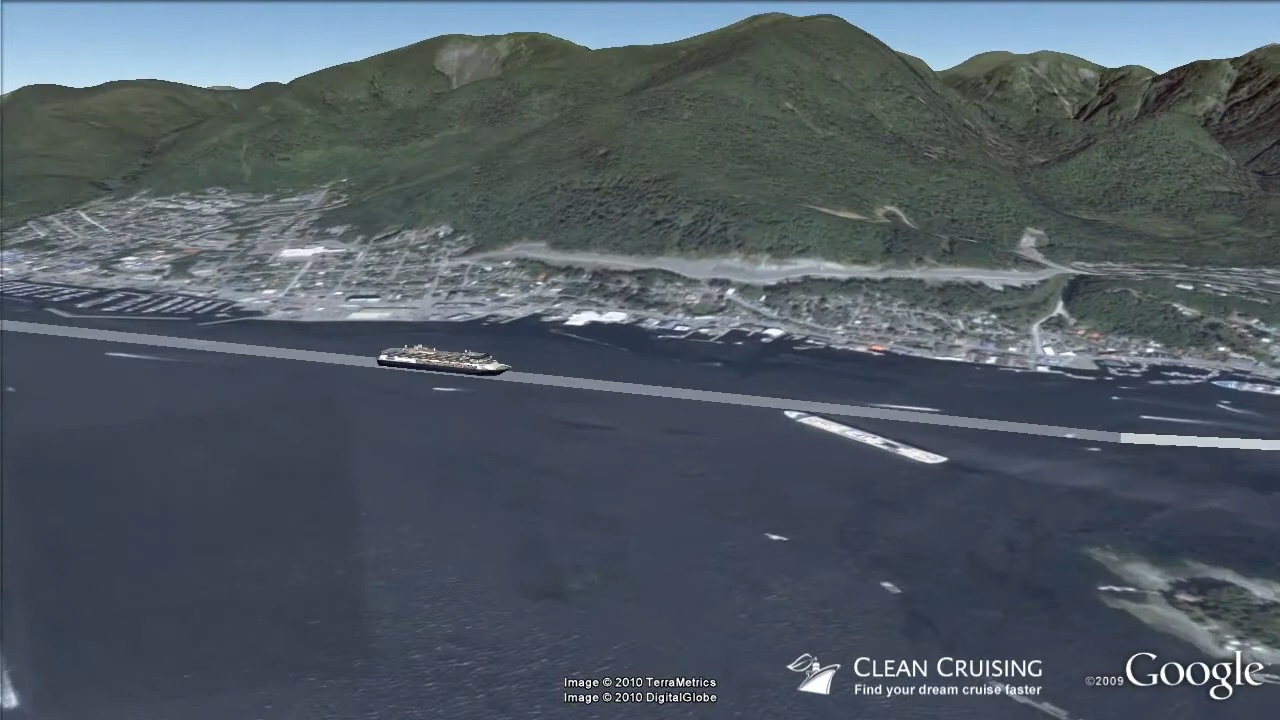 Image © 2010 TerraMetrics
Image © 2010 DigitalGlobe
CLEAN CRUISING
Find your dream cruise faster
©2009 Google